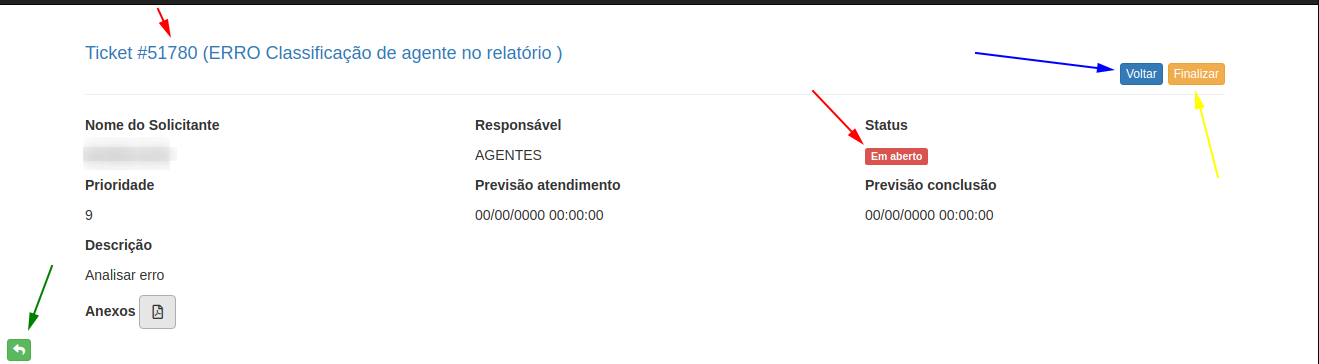 Ticket #51780 (ERRO Classificação de agente no relatório )
Voltar Finalizar
Nome do Solicitante Responsável Status
AGENTES Em aberto
Prioridade Previsão atendimento Previsão conclusão
9 00/00/0000 00:00:00 00/00/0000 00:00:00
Descrição
Analisar erro
Anexos